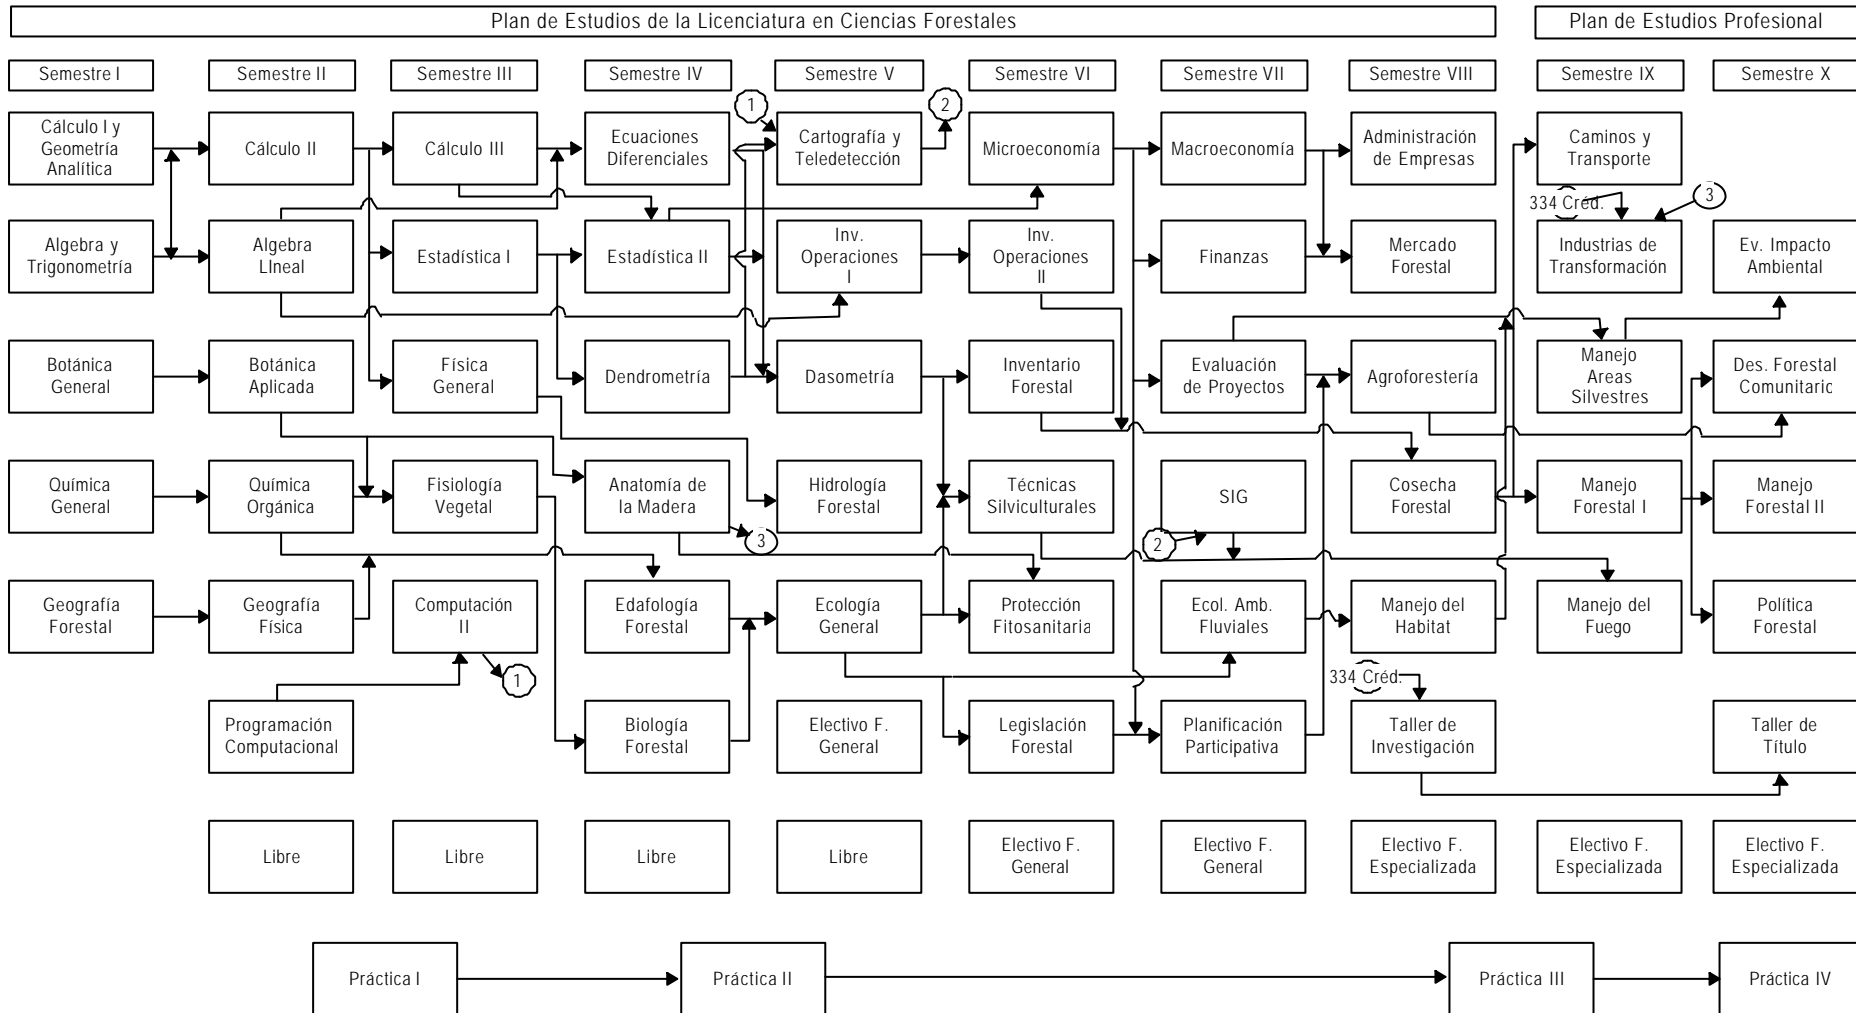 Plan de Estudios de la Licenciatura en Ciencias Forestales
Plan de Estudios Profesional
Semestre I
Semestre II
Semestre III
Semestre IV
Semestre V
Semestre VI
Semestre VII
Semestre VIII
Semestre IX
Semestre X
Cálculo I y
Geometría
Analítica
Cálculo II
Cálculo III
Ecuaciones
Diferenciales
1
Cartografía y
Teledetección
2
Microeconomía
Macroeconomía
Administración
de Empresas
Caminos y
Transporte
334 Créd.
3
Algebra y
Trigonometría
Algebra
LIneal
Estadística I
Estadística II
Inv.
Operaciones
I
Inv.
Operaciones
II
Finanzas
Mercado
Forestal
Industrias de
Transformación
Ev. Impacto
Ambiental
Botánica
General
Botánica
Aplicada
Física
General
Dendrometría
Dasometría
Inventario
Forestal
Evaluación
de Proyectos
Agroforestería
Manejo
Areas
Silvestres
Des. Forestal
Comunitario
Química
General
Química
Orgánica
Fisiología
Vegetal
Anatomía de
la Madera
3
Hidrología
Forestal
Técnicas
Silviculturales
SIG
2
Cosecha
Forestal
Manejo
Forestal I
Manejo
Forestal II
Geografía
Forestal
Geografía
Física
Computación
II
1
Edafología
Forestal
Ecología
General
Protección
Fitosanitaria
Ecol. Amb.
Fluviales
Manejo del
Habitat
Manejo del
Fuego
Política
Forestal
334 Créd.
Programación
Computacional
Biología
Forestal
Electivo F.
General
Legislación
Forestal
Planificación
Participativa
Taller de
Investigación
Taller de
Título
Libre
Libre
Libre
Libre
Electivo F.
General
Electivo F.
General
Electivo F.
Especializada
Electivo F.
Especializada
Electivo F.
Especializada
Práctica I
Práctica II
Práctica III
Práctica IV